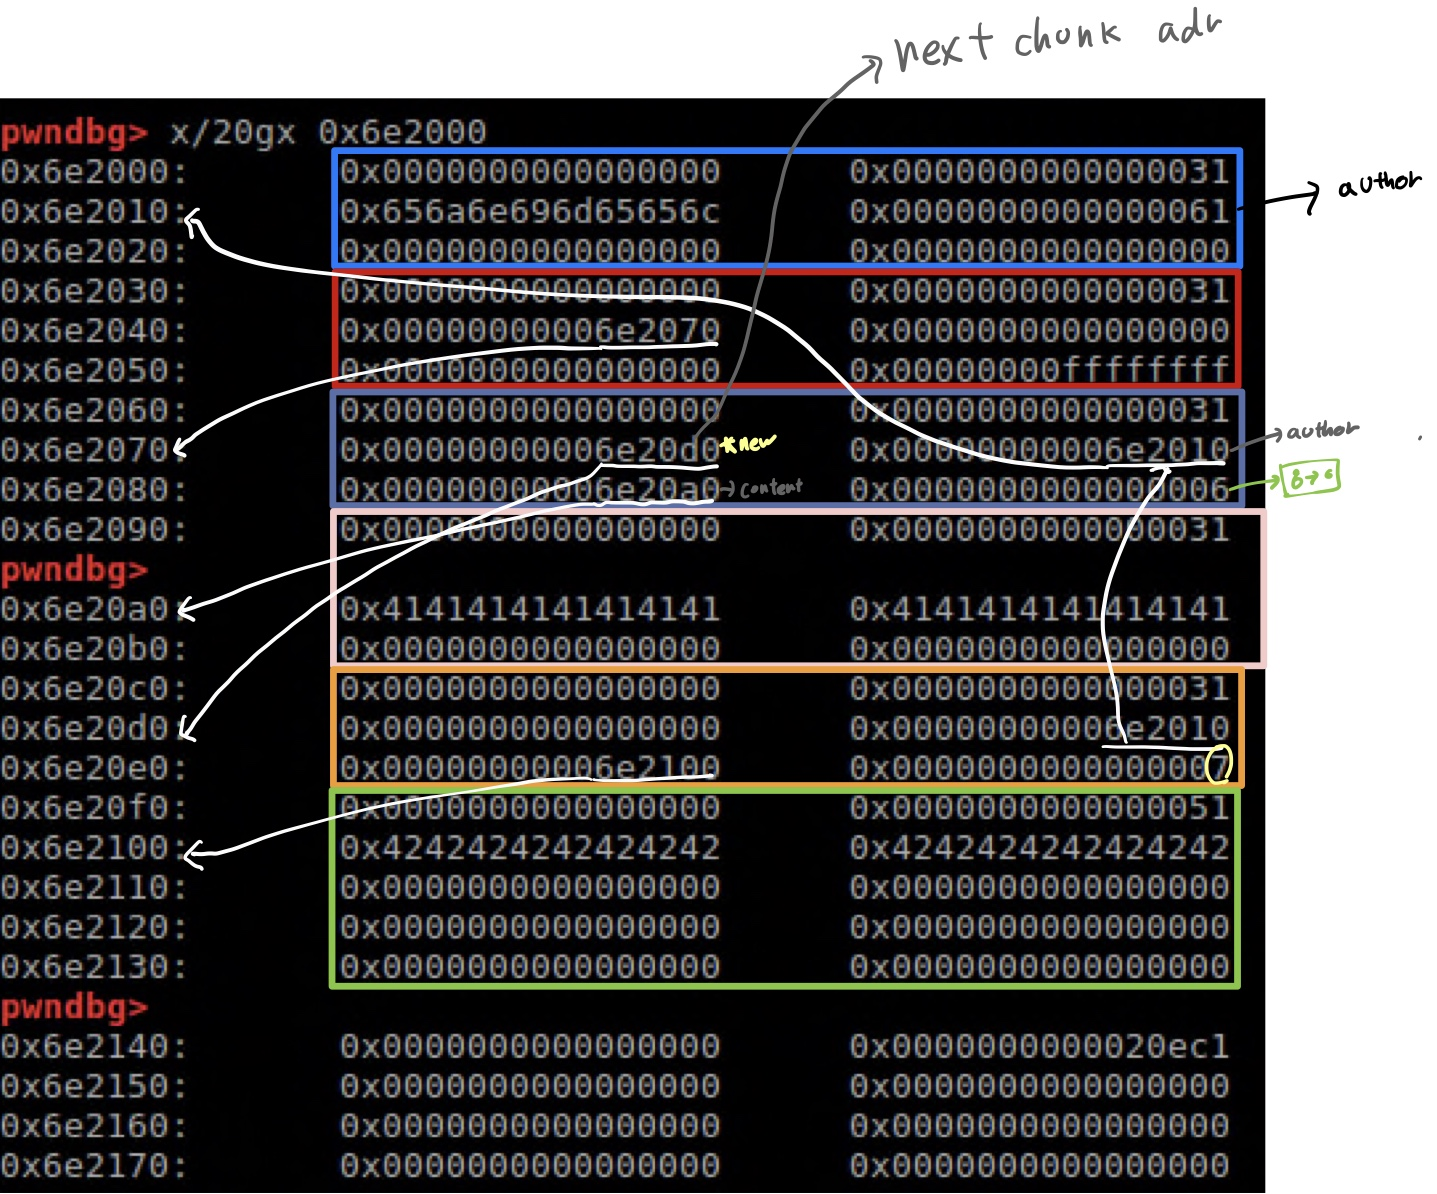 next chunk adr
pwndbg> x/20gx 0x6e2000
0x6e2000: 0x0000000000000000 0x0000000000000031
author
0x6e2010: 0x656a6e696d65656c 0x0000000000000061
0x6e2020: 0x0000000000000000 0x0000000000000000
0x6e2030: 0x0000000000000000 0x0000000000000031
0x6e2040: 0x00000000006e2070 0x0000000000000000
0x6e2050: 0x0000000000000000 0x00000000ffffffff
0x6e2060: 0x0000000000000000 0x0000000000000031
0x6e2070: 0x00000000006e20d0 *new 0x00000000006e2010 author
0x6e2080: 0x00000000006e20a0 → content 0x0000000000000006 8→6
0x6e2090: 0x0000000000000000 0x0000000000000031
pwndbg>
0x6e20a0: 0x4141414141414141 0x4141414141414141
0x6e20b0: 0x0000000000000000 0x0000000000000000
0x6e20c0: 0x0000000000000000 0x0000000000000031
0x6e20d0: 0x0000000000000000 0x00000000006e2010
0x6e20e0: 0x00000000006e2100 0x0000000000000007
0x6e20f0: 0x0000000000000000 0x0000000000000051
0x6e2100: 0x4242424242424242 0x4242424242424242
0x6e2110: 0x0000000000000000 0x0000000000000000
0x6e2120: 0x0000000000000000 0x0000000000000000
0x6e2130: 0x0000000000000000 0x0000000000000000
pwndbg>
0x6e2140: 0x0000000000000000 0x0000000000020ec1
0x6e2150: 0x0000000000000000 0x0000000000000000
0x6e2160: 0x0000000000000000 0x0000000000000000
0x6e2170: 0x0000000000000000 0x0000000000000000